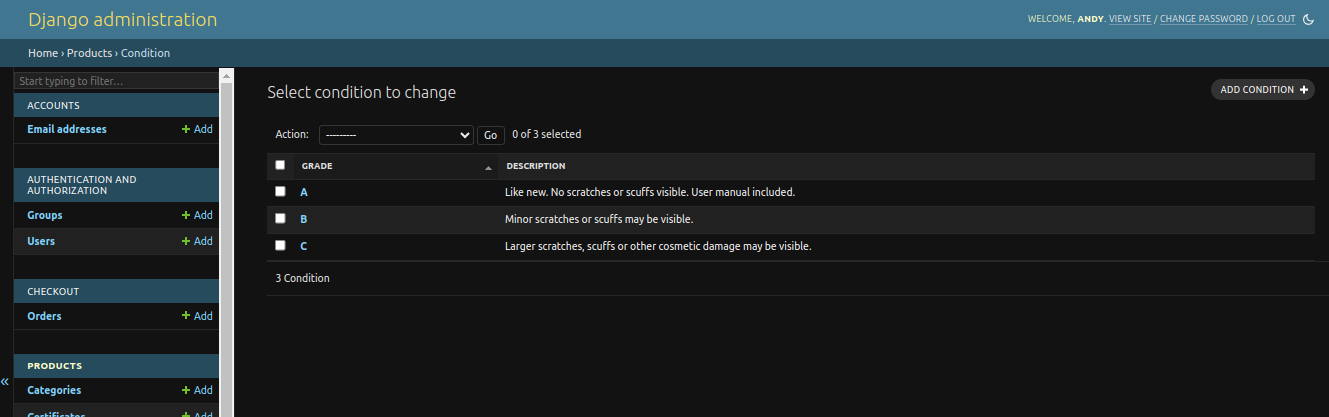 Django administration
WELCOME, ANDY. VIEW SITE / CHANGE PASSWORD / LOG OUT
Home › Products › Condition
Start typing to filter...
ACCOUNTS
Email addresses + Add
AUTHENTICATION AND
AUTHORIZATION
Groups + Add
Users + Add
CHECKOUT
Orders + Add
PRODUCTS
Categories + Add
Certificates + Add
«
Select condition to change
ADD CONDITION +
Action: --------- Go 0 of 3 selected
GRADE DESCRIPTION
A Like new. No scratches or scuffs visible. User manual included.
B Minor scratches or scuffs may be visible.
C Larger scratches, scuffs or other cosmetic damage may be visible.
3 Condition